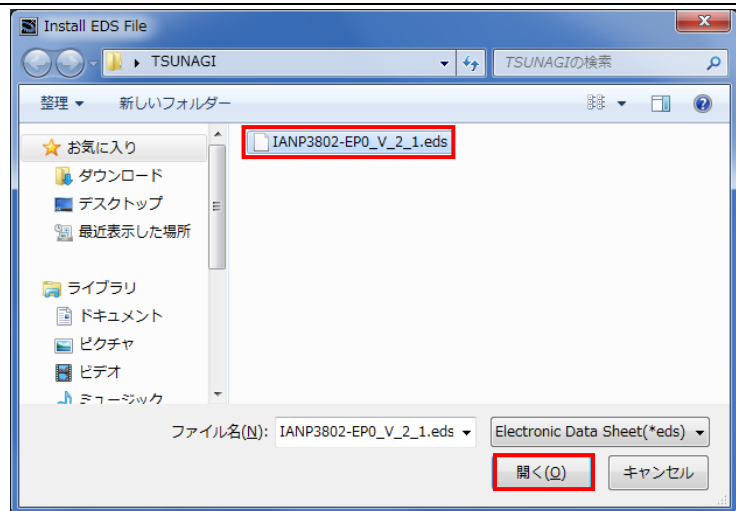 Install EDS File
TSUNAGI
TSUNAGIの検索
整理
新しいフォルダー
お気に入り
ダウンロード
デスクトップ
最近表示した場所
ライブラリ
ドキュメント
ピクチャ
ビデオ
ミュージック
IANP3802-EP0_V_2_1.eds
ファイル名(N): IANP3802-EP0_V_2_1.eds
Electronic Data Sheet(*eds)
開く(O)
キャンセル